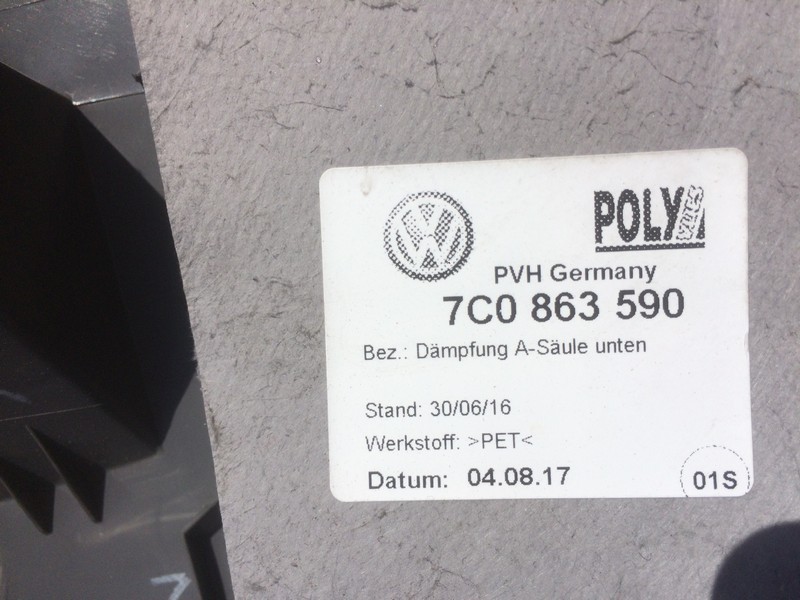 POLY
PVH Germany
7C0 863 590
Bez.: Dämpfung A-Säule unten
Stand: 30/06/16
Werkstoff: >PET<
Datum: 04.08.17
01S